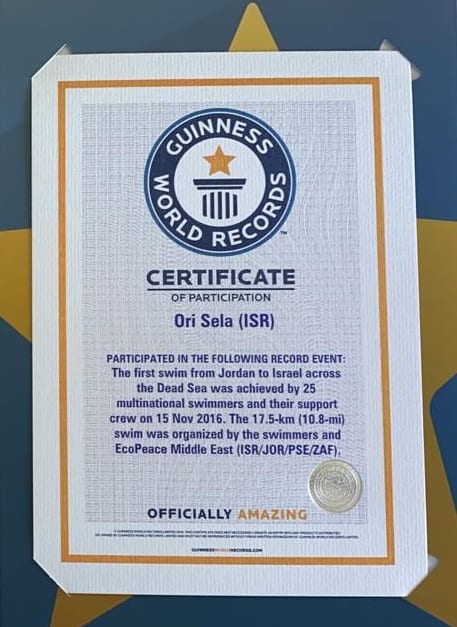 GUINNESS
WORLD RECORDS
™
CERTIFICATE
OF PARTICIPATION
Ori Sela (ISR)
PARTICIPATED IN THE FOLLOWING RECORD EVENT:
The first swim from Jordan to Israel across
the Dead Sea was achieved by 25
multinational swimmers and their support
crew on 15 Nov 2016. The 17.5-km (10.8-mi)
swim was organized by the swimmers and
EcoPeace Middle East (ISR/JOR/PSE/ZAF).
OFFICIALLY AMAZING
GUINNESSWORLDRECORDS.COM